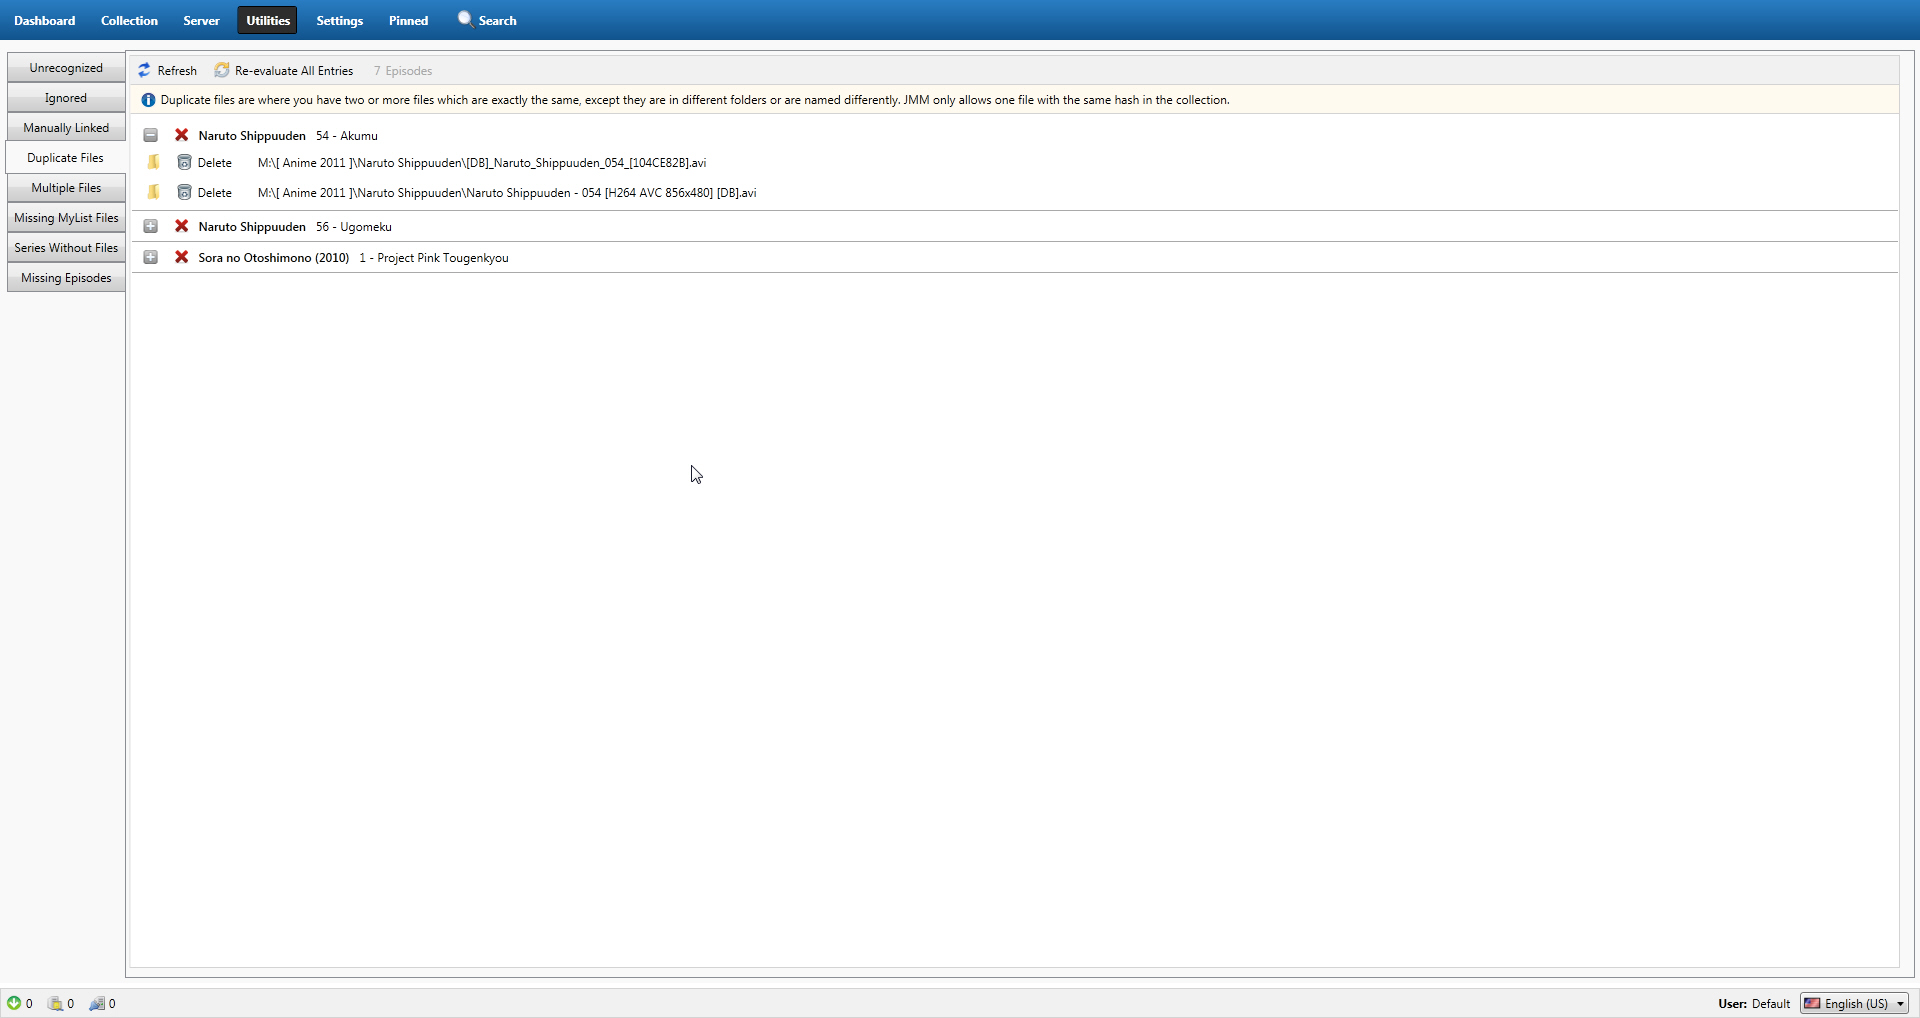 Dashboard Collection Server Utilities Settings Pinned Search
Unrecognized
Ignored
Manually Linked
Duplicate Files
Multiple Files
Missing MyList Files
Series Without Files
Missing Episodes
Refresh Re-evaluate All Entries 7 Episodes
Duplicate files are where you have two or more files which are exactly the same, except they are in different folders or are named differently. JMM only allows one file with the same hash in the collection.
Naruto Shippuuden 54 - Akumu
Delete M:\[ Anime 2011 ]\Naruto Shippuuden\[DB]_Naruto_Shippuuden_054_[104CE82B].avi
Delete M:\[ Anime 2011 ]\Naruto Shippuuden\Naruto Shippuuden - 054 [H264 AVC 856x480] [DB].avi
Naruto Shippuuden 56 - Ugomeku
Sora no Otoshimono (2010) 1 - Project Pink Tougenkyou
0 0 0 User: Default English (US)